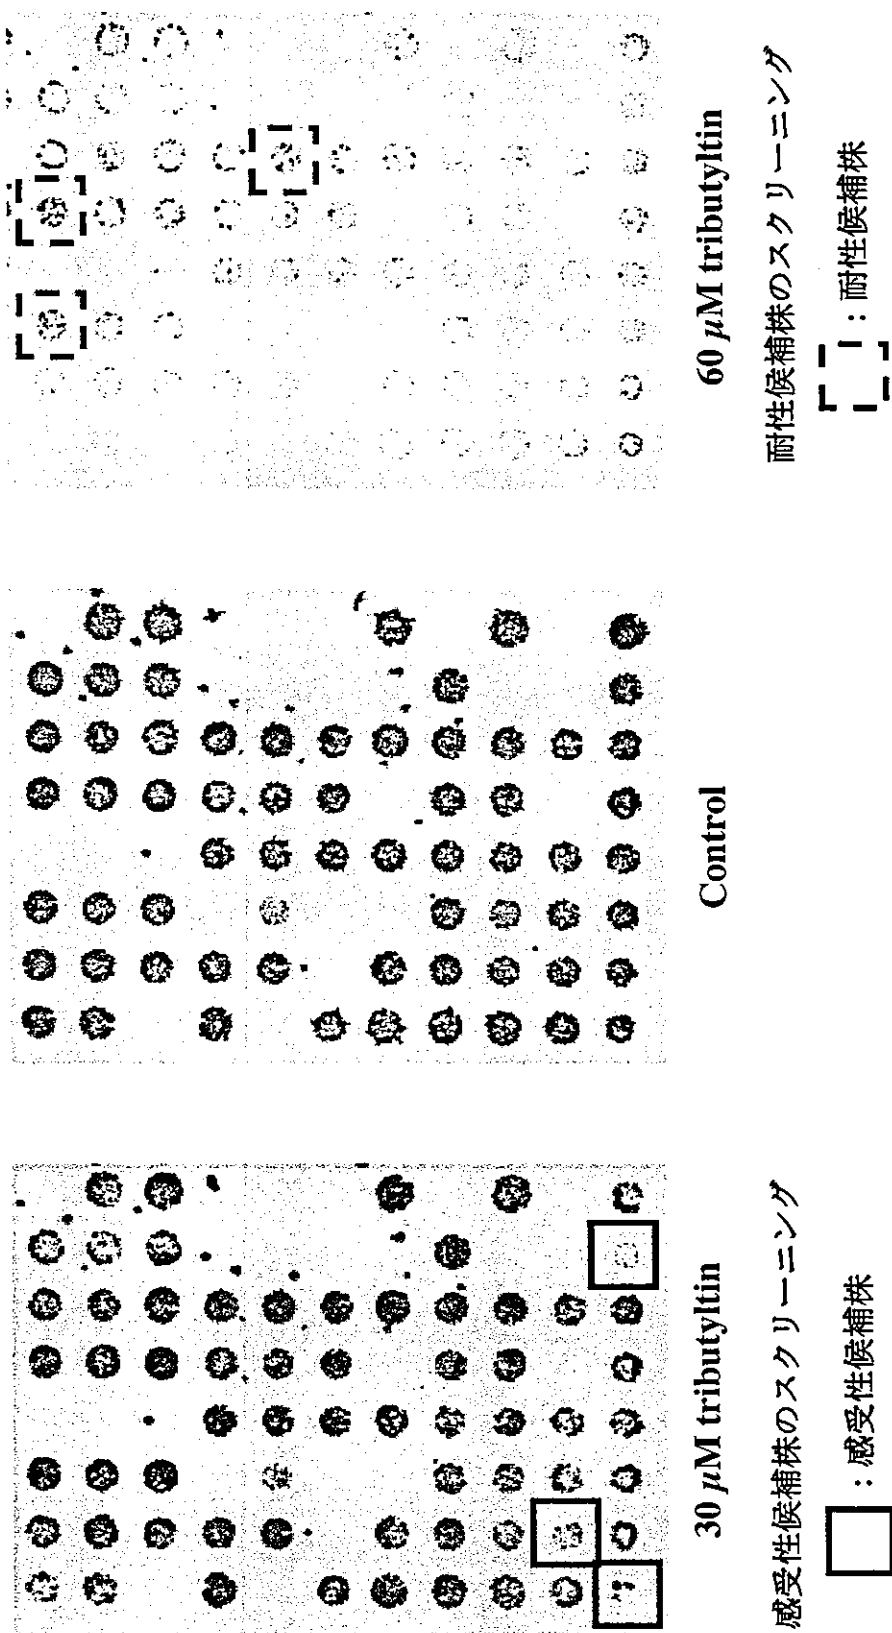 30 μM tributyltin
感受性候補株のスクリーニング
: 感受性候補株
Control
60 μM tributyltin
耐性候補株のスクリーニング
: 耐性候補株